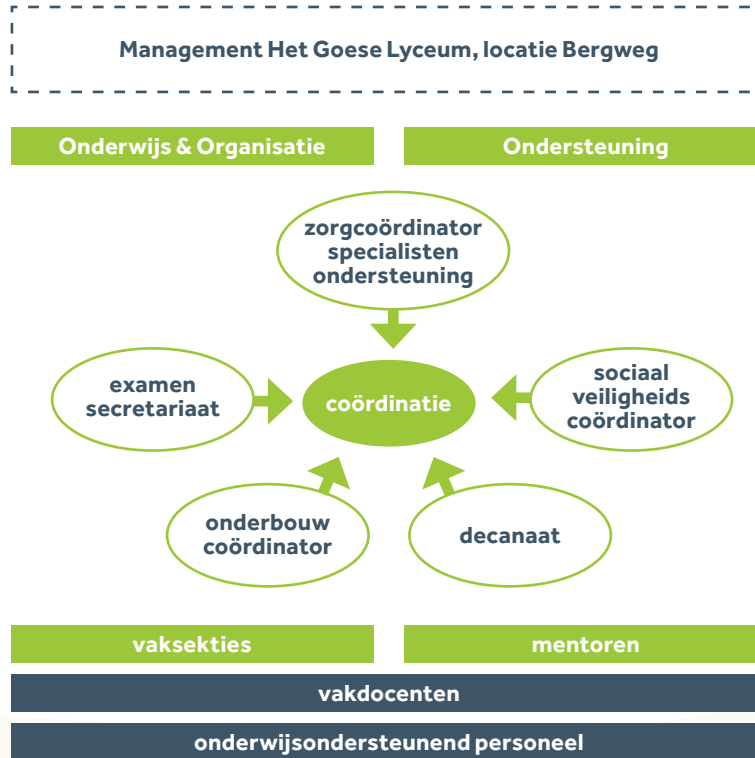 Management Het Goese Lyceum, locatie Bergweg
Onderwijs & Organisatie
Ondersteuning
zorgcoördinator
specialisten
ondersteuning
examen
secretariaat
coördinatie
sociaal
veiligheids
coördinator
onderbouw
coördinator
decanaat
vaksekties
mentoren
vakdocenten
onderwijsondersteunend personeel